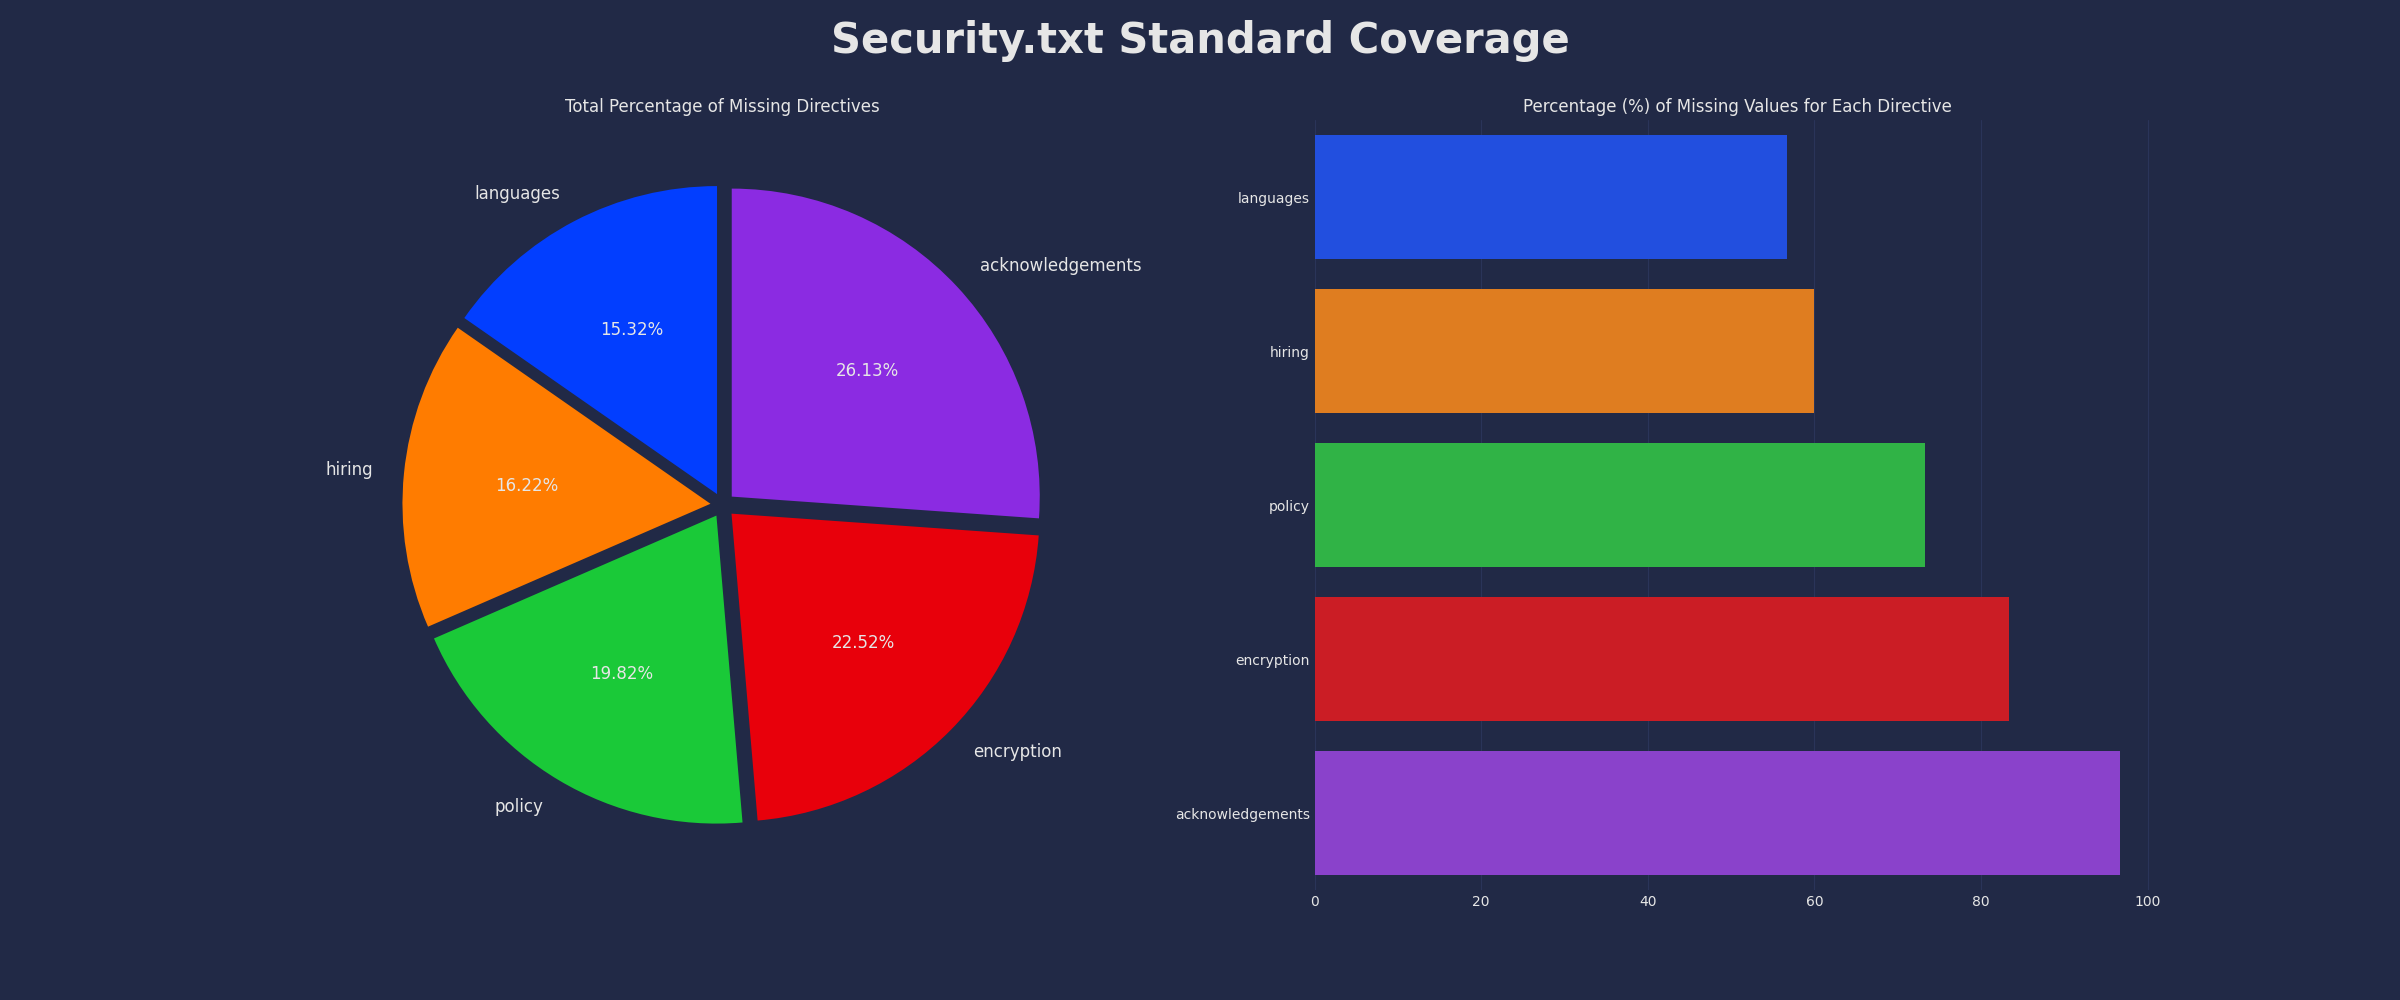 Security.txt Standard Coverage
Total Percentage of Missing Directives
languages
acknowledgements
15.32%
26.13%
hiring
16.22%
22.52%
19.82%
encryption
policy
Percentage (%) of Missing Values for Each Directive
languages
hiring
policy
encryption
acknowledgements
0 20 40 60 80 100